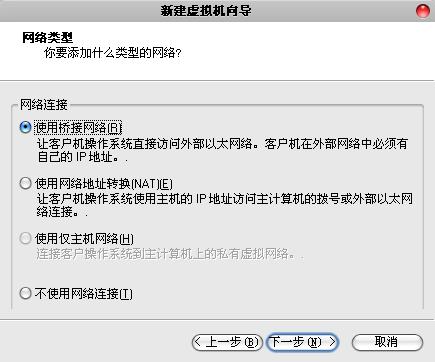 新建虚拟机向导
网络类型
你要添加什么类型的网络?
网络连接
使用桥接网络(R)
让客户机操作系统直接访问外部以太网络。客户机在外部网络中必须有
自己的 IP 地址。.
使用网络地址转换(NAT)(E)
让客户机操作系统使用主机的 IP 地址访问主计算机的拨号或外部以太网
络连接。.
使用仅主机网络(H)
连接客户操作系统到主计算机上的私有虚拟网络。.
不使用网络连接(T)
< 上一步(B) 下一步(N) > 取消